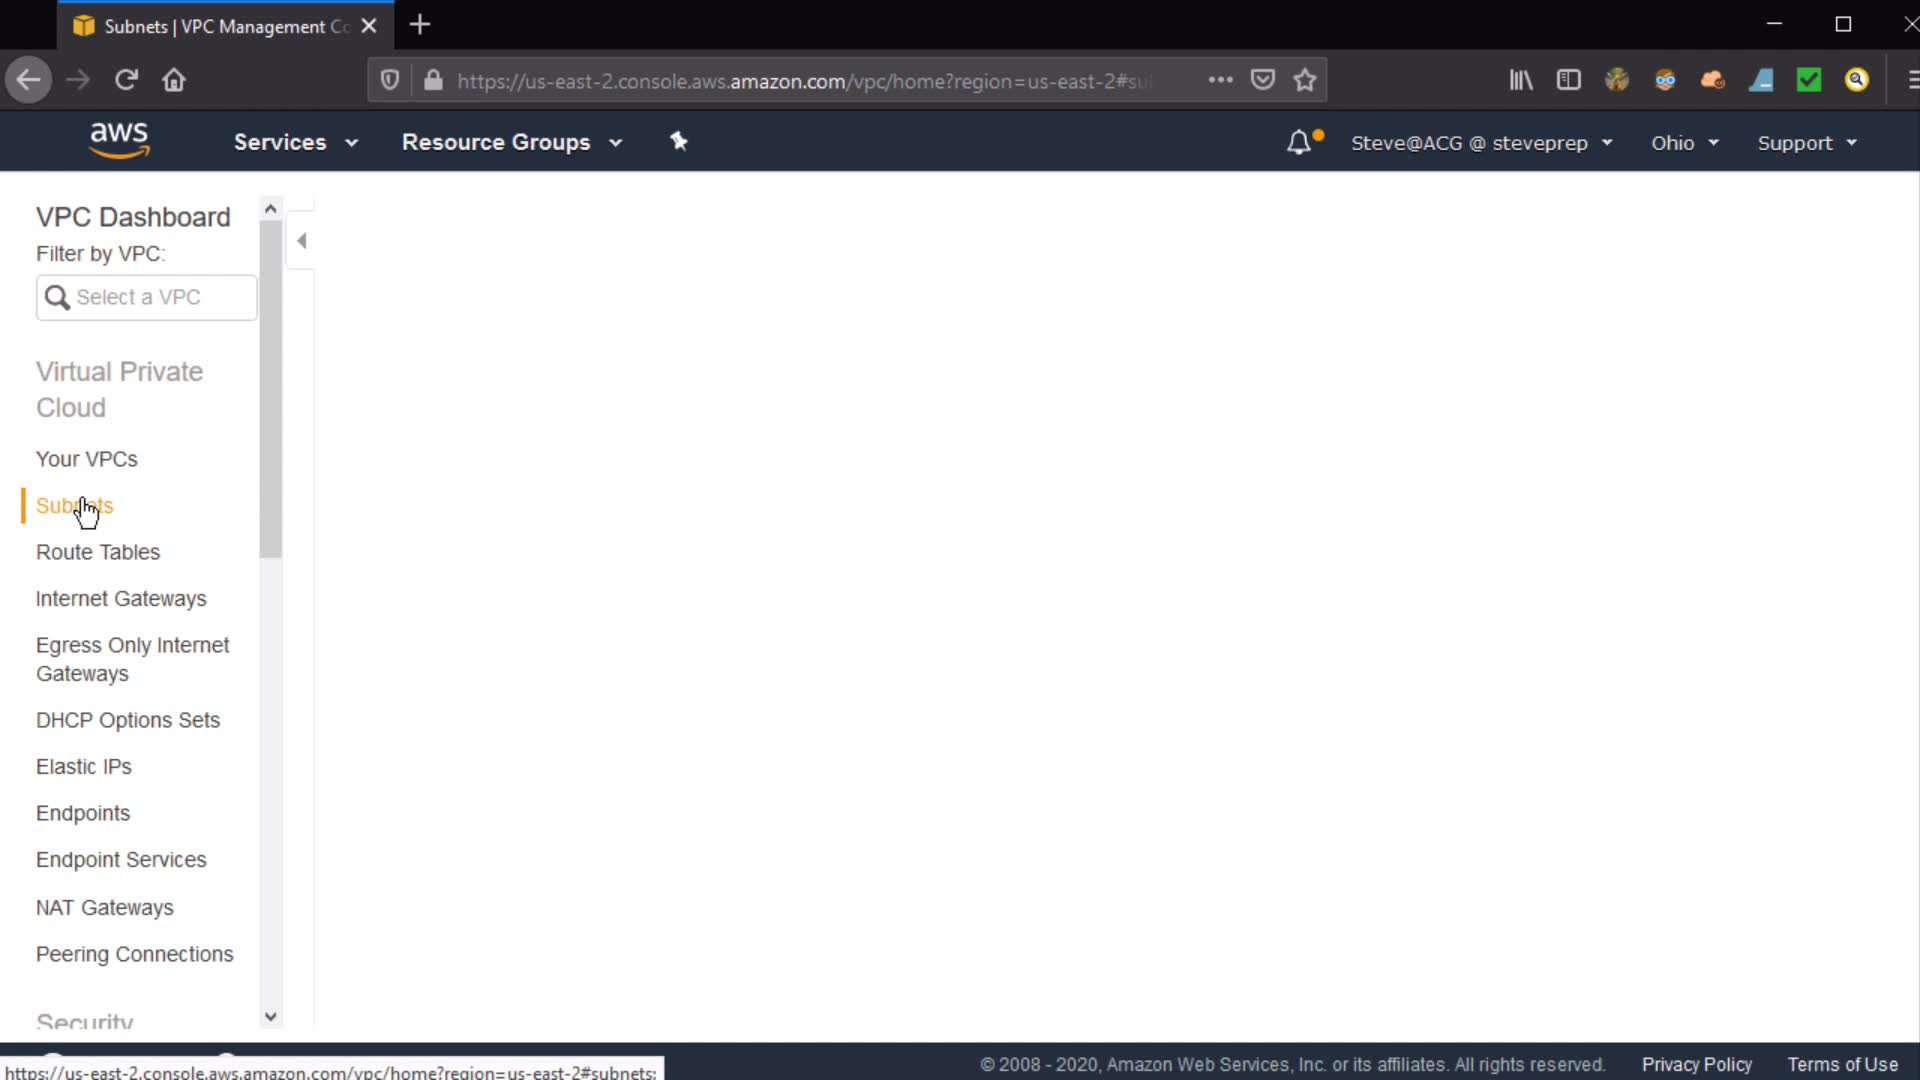 Subnets | VPC Management Co
https://us-east-2.console.aws.amazon.com/vpc/home?region=us-east-2#su
aws
Services
Resource Groups
Steve@ACG @ steveprep
Ohio
Support
VPC Dashboard
Filter by VPC:
Select a VPC
Virtual Private
Cloud
Your VPCs
Subnets
Route Tables
Internet Gateways
Egress Only Internet
Gateways
DHCP Options Sets
Elastic IPs
Endpoints
Endpoint Services
NAT Gateways
Peering Connections
Security
© 2008 - 2020, Amazon Web Services, Inc. or its affiliates. All rights reserved.
Privacy Policy
Terms of Use
https://us-east-2.console.aws.amazon.com/vpc/home?region=us-east-2#subnets: